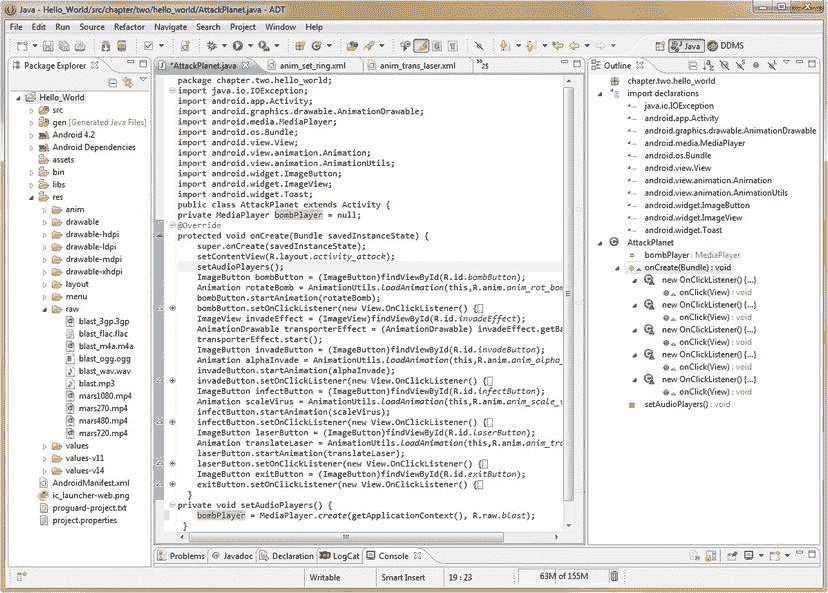 Java - Hello_World/src/chapter/two/hello_world/AttackPlanet.java - ADT
File Edit Run Source Refactor Navigate Search Project Window Help
Java DDMS
Package Explorer
Hello_World
src
gen [Generated Java Files]
Android 4.2
Android Dependencies
assets
bin
libs
res
anim
drawable
drawable-hdpi
drawable-ldpi
drawable-mdpi
drawable-xhdpi
layout
menu
raw
blast_3gp.3gp
blast_flac.flac
blast_m4a.m4a
blast_ogg.ogg
blast_wav.wav
blast.mp3
mars1080.mp4
mars270.mp4
mars480.mp4
mars720.mp4
values
values-v11
values-v14
AndroidManifest.xml
ic_launcher-web.png
proguard-project.txt
project.properties
*AttackPlanet.java anim_set_ring.xml anim_trans_laser.xml »25
package chapter.two.hello_world;
import java.io.IOException;
import android.app.Activity;
import android.graphics.drawable.AnimationDrawable;
import android.media.MediaPlayer;
import android.os.Bundle;
import android.view.View;
import android.view.animation.Animation;
import android.view.animation.AnimationUtils;
import android.widget.ImageButton;
import android.widget.ImageView;
import android.widget.Toast;
public class AttackPlanet extends Activity {
private MediaPlayer bombPlayer = null;
@Override
protected void onCreate(Bundle savedInstanceState) {
super.onCreate(savedInstanceState);
setContentView(R.layout.activity_attack);
setAudioPlayers();
ImageButton bombButton = (ImageButton)findViewById(R.id.bombButton);
Animation rotateBomb = AnimationUtils.loadAnimation(this,R.anim.anim_rot_bom
bombButton.startAnimation(rotateBomb);
bombButton.setOnClickListener(new View.OnClickListener() {
ImageView invadeEffect = (ImageView)findViewById(R.id.invadeEffect);
AnimationDrawable transporterEffect = (AnimationDrawable) invadeEffect.getBa
transporterEffect.start();
ImageButton invadeButton = (ImageButton)findViewById(R.id.invadeButton);
Animation alphaInvade = AnimationUtils.loadAnimation(this,R.anim.anim_alpha_
invadeButton.startAnimation(alphaInvade);
invadeButton.setOnClickListener(new View.OnClickListener() {
ImageButton infectButton = (ImageButton)findViewById(R.id.infectButton);
Animation scaleVirus = AnimationUtils.loadAnimation(this,R.anim.anim_scale_v
infectButton.startAnimation(scaleVirus);
infectButton.setOnClickListener(new View.OnClickListener() {
ImageButton laserButton = (ImageButton)findViewById(R.id.laserButton);
Animation translateLaser = AnimationUtils.loadAnimation(this,R.anim.anim_tra
laserButton.startAnimation(translateLaser);
laserButton.setOnClickListener(new View.OnClickListener() {
ImageButton exitButton = (ImageButton)findViewById(R.id.exitButton);
exitButton.setOnClickListener(new View.OnClickListener() {
}
private void setAudioPlayers() {
bombPlayer = MediaPlayer.create(getApplicationContext(), R.raw.blast);
}
Outline
chapter.two.hello_world
import declarations
java.io.IOException
android.app.Activity
android.graphics.drawable.AnimationDrawable
android.media.MediaPlayer
android.os.Bundle
android.view.View
android.view.animation.Animation
android.view.animation.AnimationUtils
android.widget.ImageButton
android.widget.ImageView
android.widget.Toast
AttackPlanet
bombPlayer : MediaPlayer
onCreate(Bundle) : void
new OnClickListener() {...}
onClick(View) : void
new OnClickListener() {...}
onClick(View) : void
new OnClickListener() {...}
onClick(View) : void
new OnClickListener() {...}
onClick(View) : void
new OnClickListener() {...}
onClick(View) : void
setAudioPlayers() : void
Problems Javadoc Declaration LogCat Console
Writable Smart Insert 19 : 23 63M of 155M